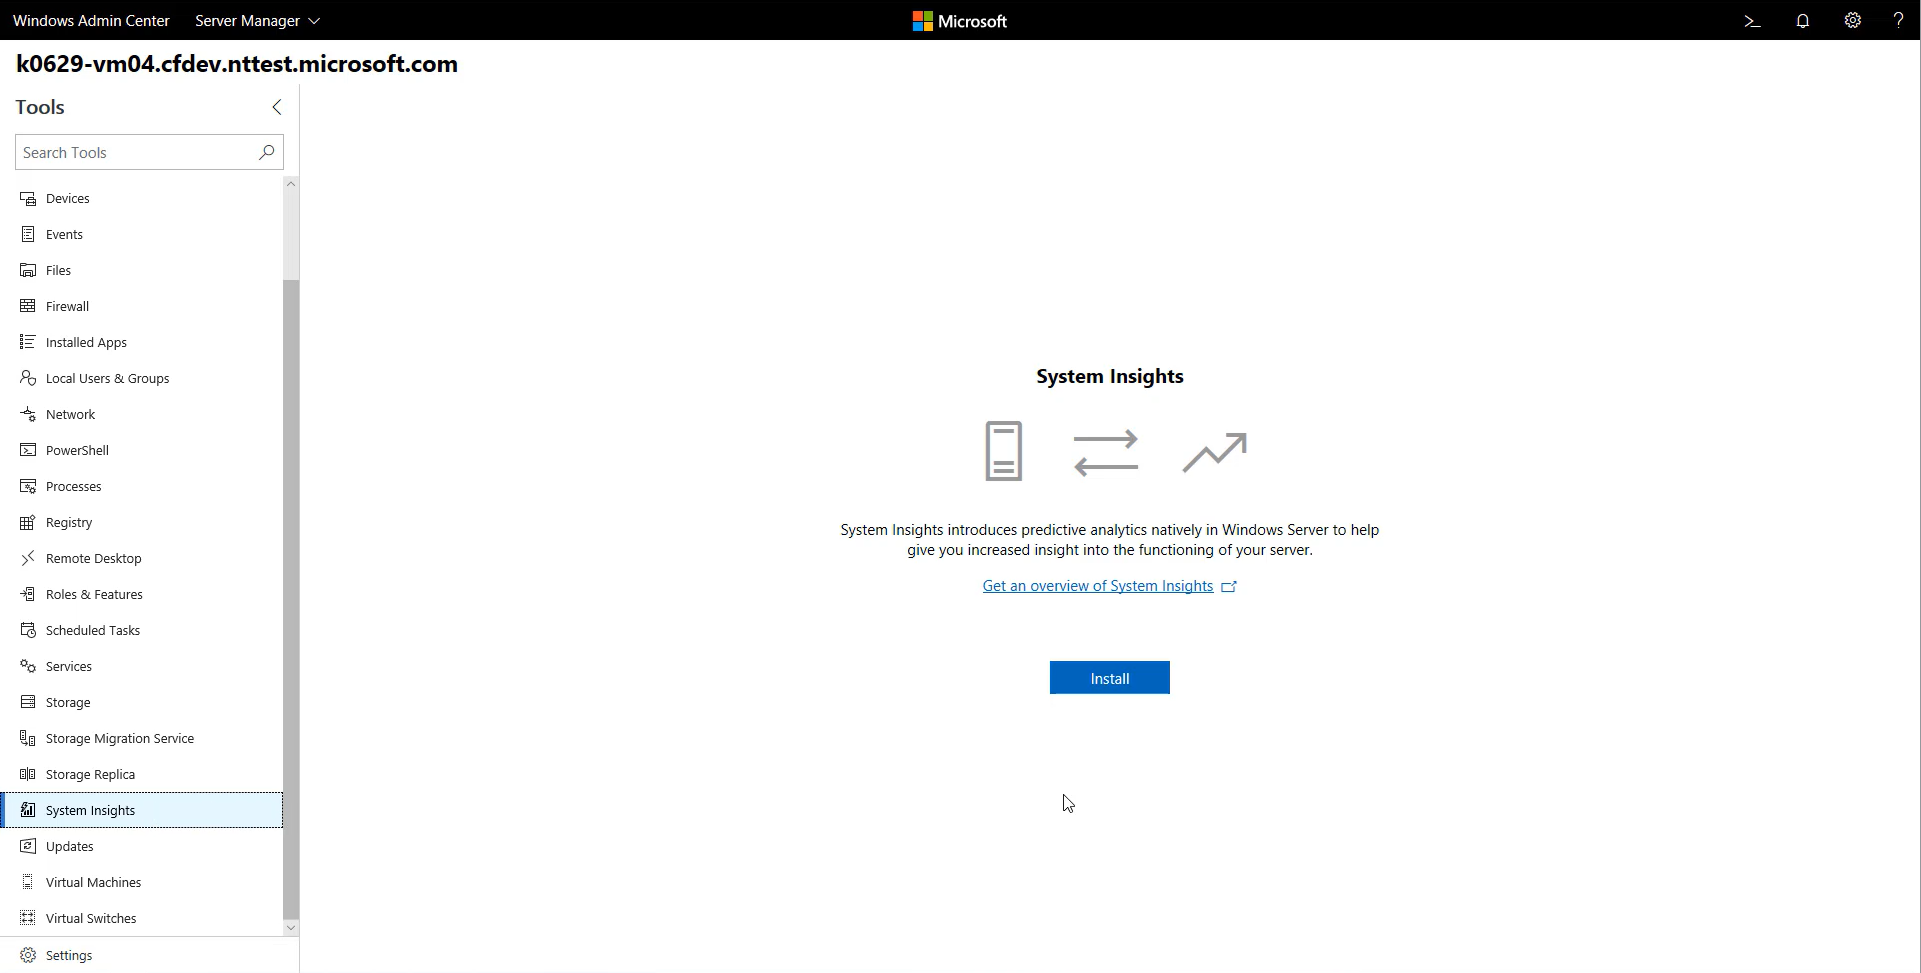 Windows Admin Center
Server Manager
Microsoft
>_
?
k0629-vm04.cfdev.nttest.microsoft.com
Tools
Search Tools
Devices
Events
Files
Firewall
Installed Apps
Local Users & Groups
Network
PowerShell
Processes
Registry
Remote Desktop
Roles & Features
Scheduled Tasks
Services
Storage
Storage Migration Service
Storage Replica
System Insights
Updates
Virtual Machines
Virtual Switches
Settings
System Insights
System Insights introduces predictive analytics natively in Windows Server to help
give you increased insight into the functioning of your server.
Get an overview of System Insights
Install